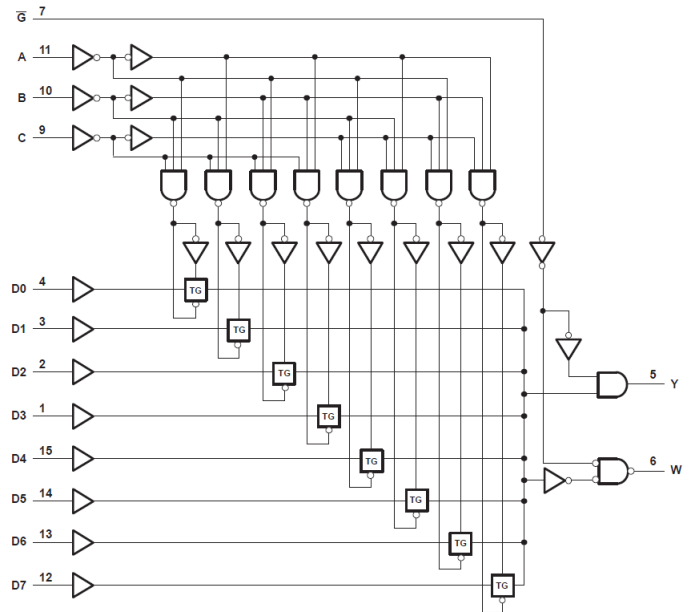 G 7
A 11
B 10
C 9
D0 4
TG
D1 3
TG
D2 2
TG
5
Y
D3 1
TG
D4 15
TG
6
W
D5 14
TG
D6 13
TG
D7 12
TG